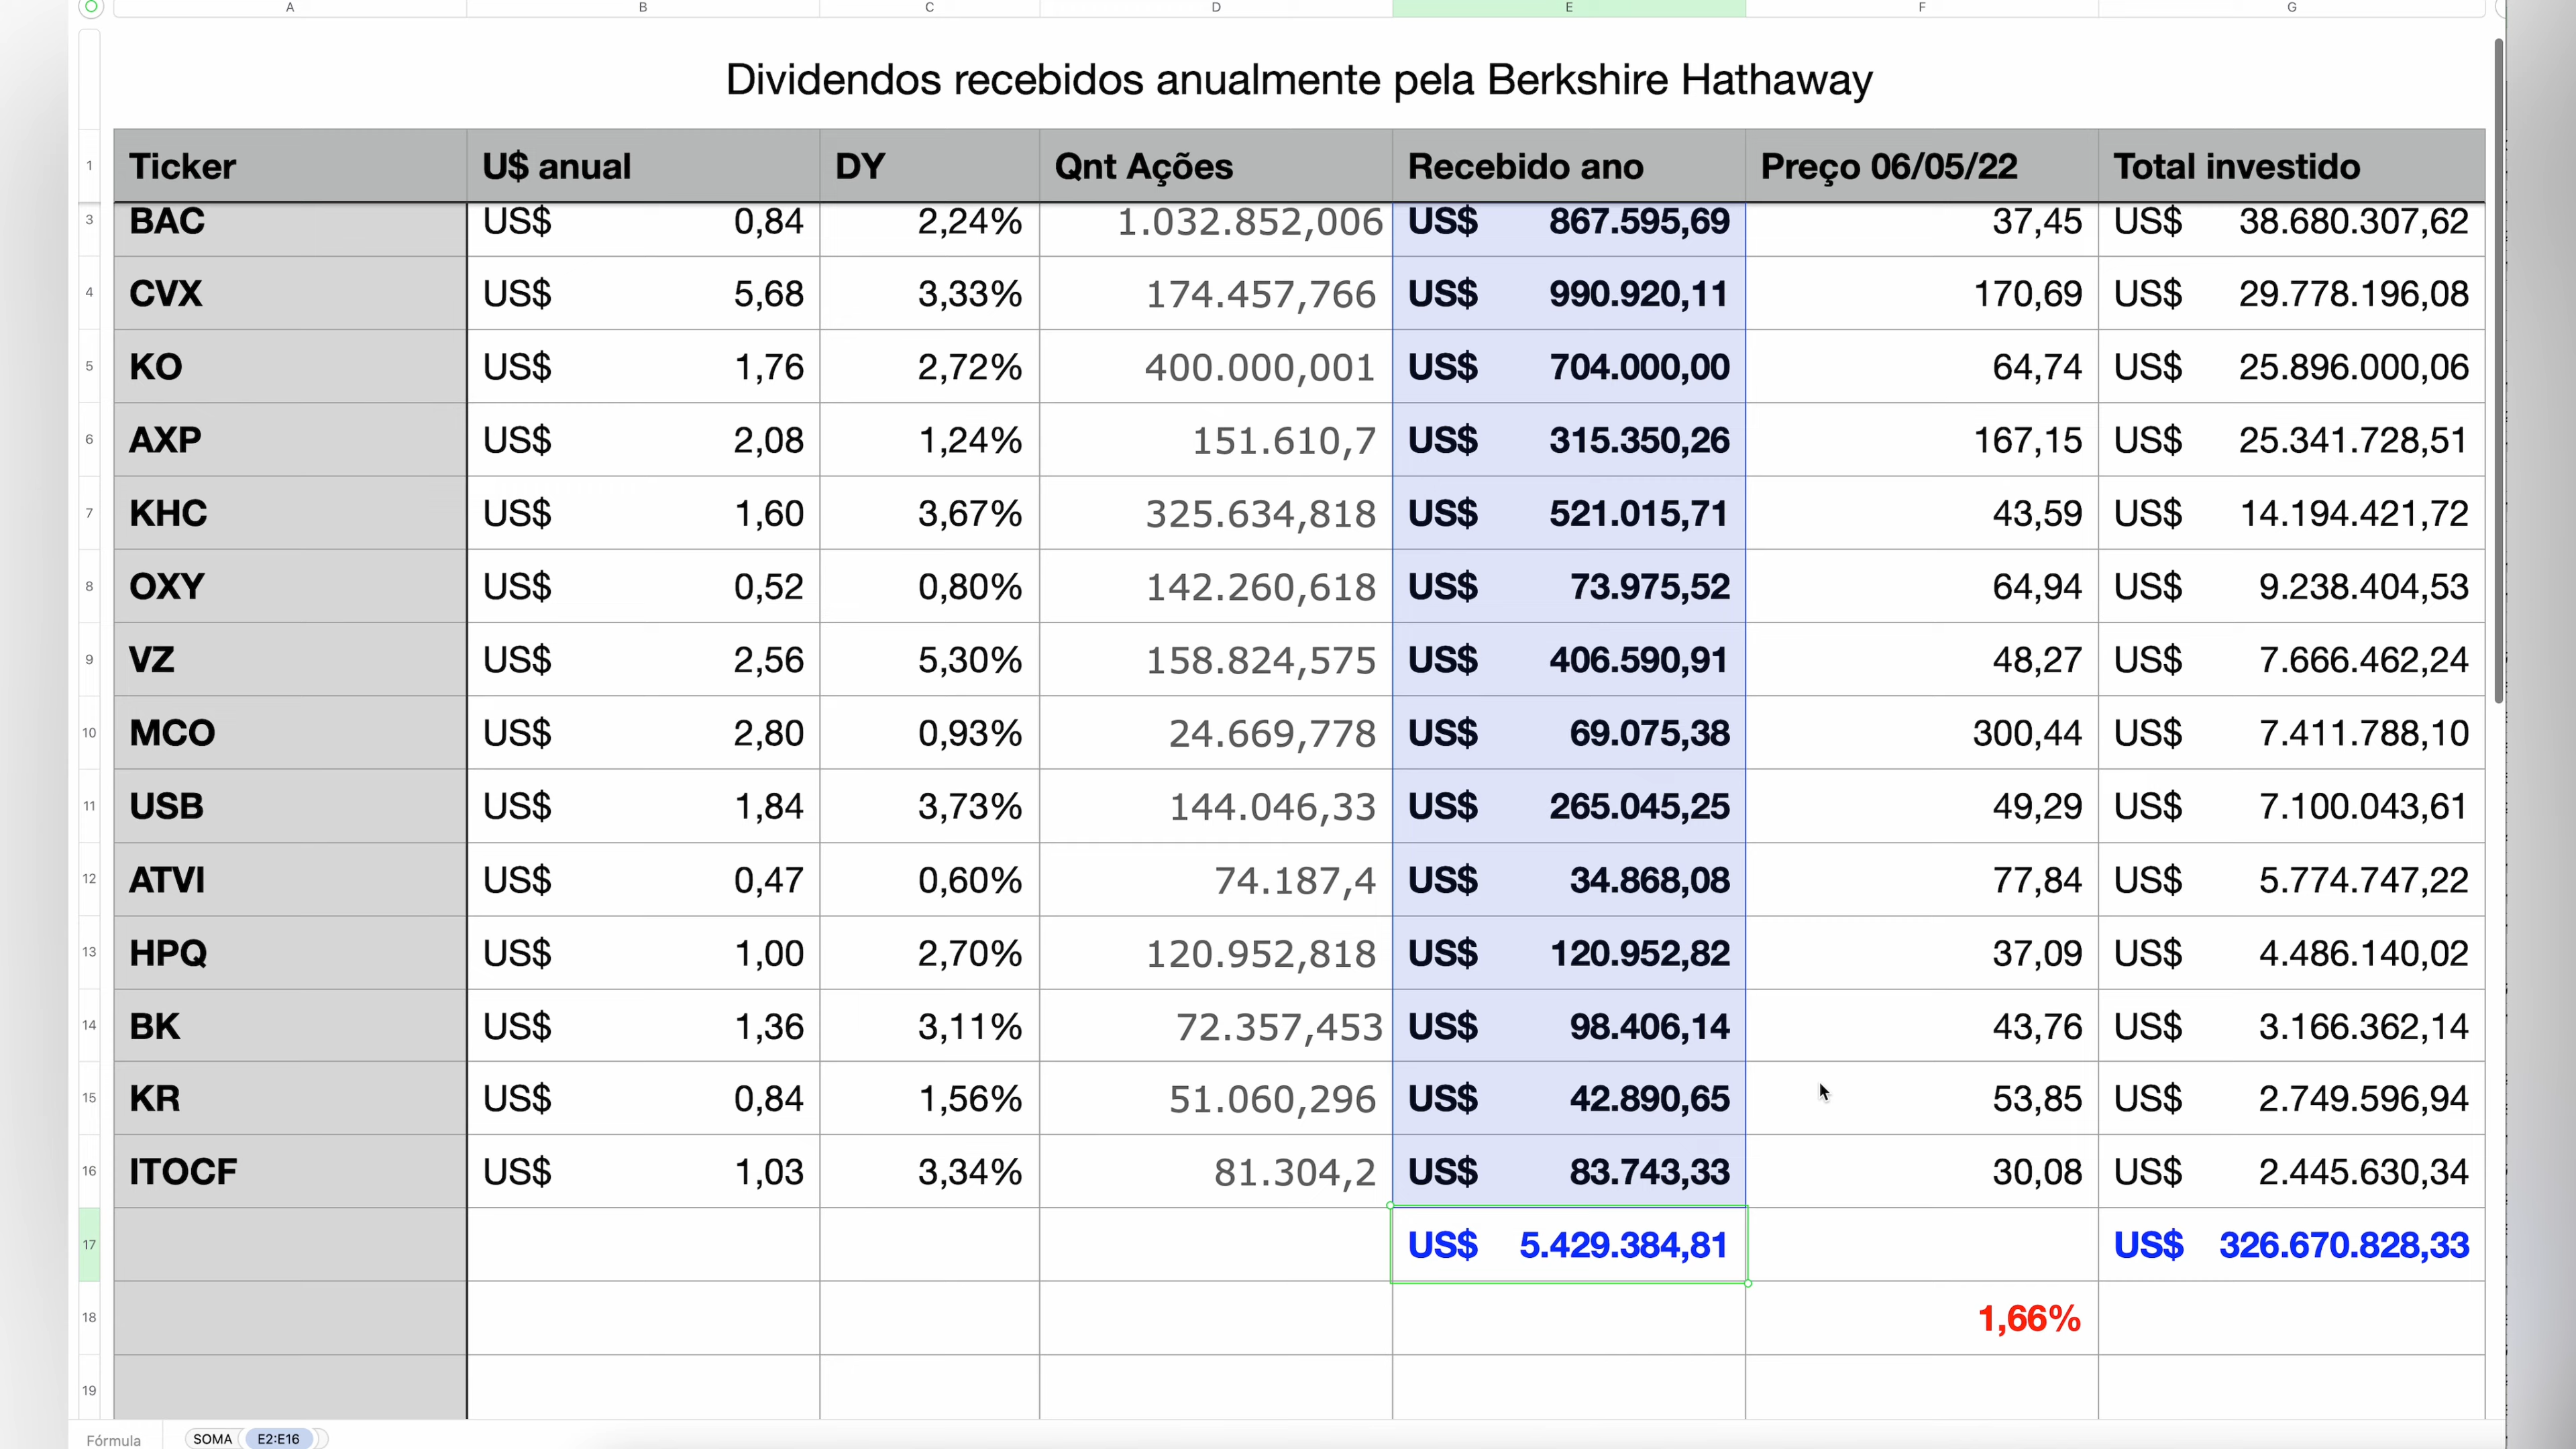 A B C D E F G
Dividendos recebidos anualmente pela Berkshire Hathaway
1 Ticker U$ anual DY Qnt Ações Recebido ano Preço 06/05/22 Total investido
3 BAC US$ 0,84 2,24% 1.032.852,006 US$ 867.595,69 37,45 US$ 38.680.307,62
4 CVX US$ 5,68 3,33% 174.457,766 US$ 990.920,11 170,69 US$ 29.778.196,08
5 KO US$ 1,76 2,72% 400.000,001 US$ 704.000,00 64,74 US$ 25.896.000,06
6 AXP US$ 2,08 1,24% 151.610,7 US$ 315.350,26 167,15 US$ 25.341.728,51
7 KHC US$ 1,60 3,67% 325.634,818 US$ 521.015,71 43,59 US$ 14.194.421,72
8 OXY US$ 0,52 0,80% 142.260,618 US$ 73.975,52 64,94 US$ 9.238.404,53
9 VZ US$ 2,56 5,30% 158.824,575 US$ 406.590,91 48,27 US$ 7.666.462,24
10 MCO US$ 2,80 0,93% 24.669,778 US$ 69.075,38 300,44 US$ 7.411.788,10
11 USB US$ 1,84 3,73% 144.046,33 US$ 265.045,25 49,29 US$ 7.100.043,61
12 ATVI US$ 0,47 0,60% 74.187,4 US$ 34.868,08 77,84 US$ 5.774.747,22
13 HPQ US$ 1,00 2,70% 120.952,818 US$ 120.952,82 37,09 US$ 4.486.140,02
14 BK US$ 1,36 3,11% 72.357,453 US$ 98.406,14 43,76 US$ 3.166.362,14
15 KR US$ 0,84 1,56% 51.060,296 US$ 42.890,65 53,85 US$ 2.749.596,94
16 ITOCF US$ 1,03 3,34% 81.304,2 US$ 83.743,33 30,08 US$ 2.445.630,34
17 US$ 5.429.384,81 US$ 326.670.828,33
18 1,66%
19
Fórmula SOMA E2:E16